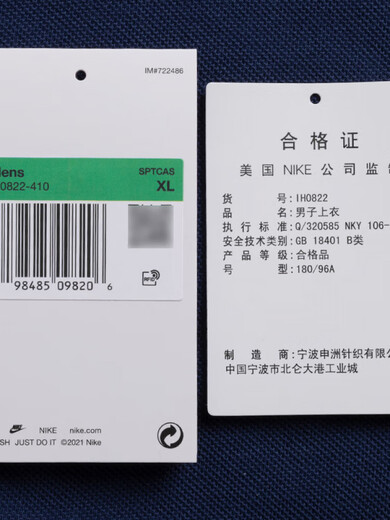 IM#722486
SPTCAS
XL
0822-410
98485 09820 6
RFID
NIKE nike.com
JUST DO IT ©2021 Nike
合格证
美国 NIKE 公司监
货号:IH0822
品名:男子上衣
执行标准:Q/320585 NKY 106-
安全技术类别:GB 18401 B类
产品等级:合格品
号型:180/96A
制造商:宁波申洲针织有限公
中国宁波市北仑大港工业城